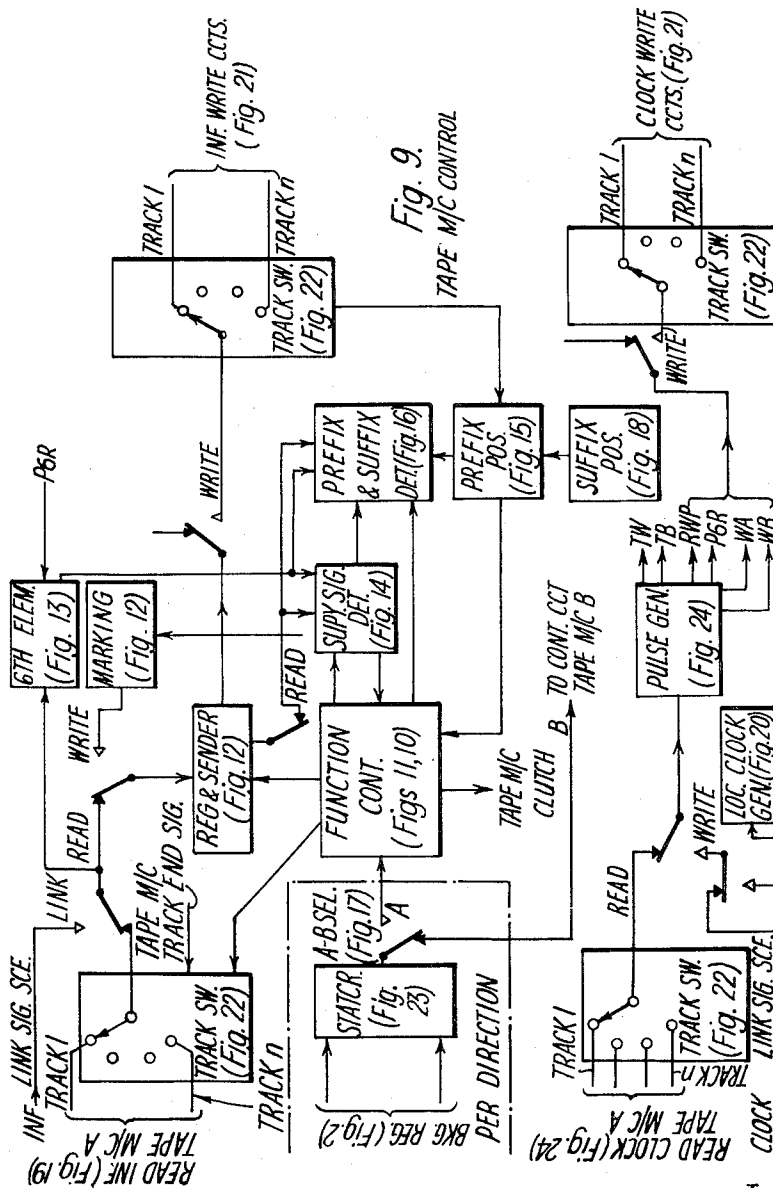 INF.
LINK SIG. SCE.
LINK
READ
WRITE
P6R
6TH ELEM.
(Fig. 13)
MARKING
(Fig. 12)
TRACK 1
TRACK n
READ INF (Fig. 19)
TAPE M/C A
TRACK SW.
(Fig. 22)
TAPE M/C
TRACK END SIG.
REG & SENDER
(Fig. 12)
WRITE
TRACK SW.
(Fig. 22)
TRACK 1
TRACK n
INF. WRITE CCTS.
(Fig. 21)
READ
SUPY. SIG.
DET.
(Fig. 14)
PREFIX
& SUFFIX
DET. (Fig. 16)
PREFIX
POS.
(Fig. 15)
SUFFIX
POS.
(Fig. 18)
FUNCTION
CONT.
(Figs 11, 10)
TAPE M/C
CLUTCH
Fig. 9.
TAPE M/C CONTROL
BKG REG. (Fig. 2)
STATCR.
(Fig.
23)
A-B SEL.
(Fig. 17)
A
B
TO CONT. CCT
TAPE M/C B
PER DIRECTION
READ CLOCK (Fig. 24)
TAPE M/C A
TRACK 1
TRACK n
TRACK SW.
(Fig. 22)
READ
WRITE
PULSE GEN.
(Fig. 24)
TW
TB
RWP
P6R
WA
WB
LOC. CLOCK
GEN. (Fig. 20)
CLOCK
LINK SIG. SCE.
WRITE
TRACK SW.
(Fig. 22)
TRACK 1
TRACK n
CLOCK WRITE
CCTS. (Fig. 21)